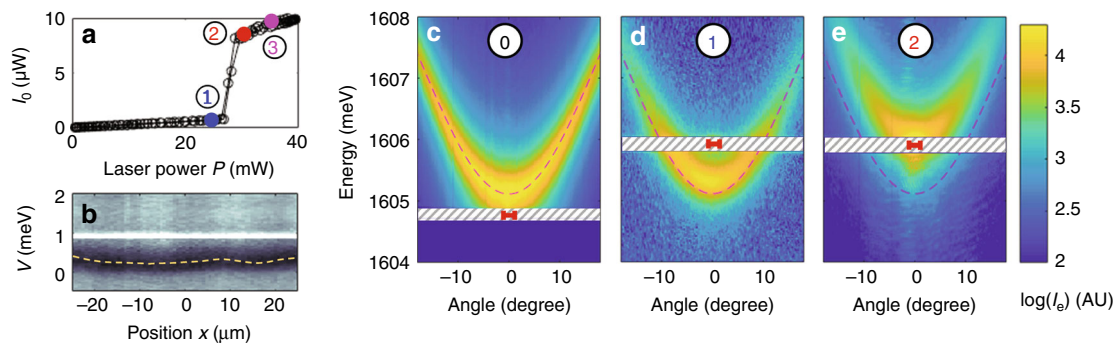 a
10
5
0
I₀ (μW)
1
2
3
0 20 40
Laser power P (mW)
b
2
1
0
V (meV)
–20 –10 0 10 20
Position x (μm)
1608
1607
1606
1605
1604
Energy (meV)
c 0
–10 0 10
Angle (degree)
d 1
–10 0 10
Angle (degree)
e 2
–10 0 10
Angle (degree)
4
3.5
3
2.5
2
log(Iₑ) (AU)